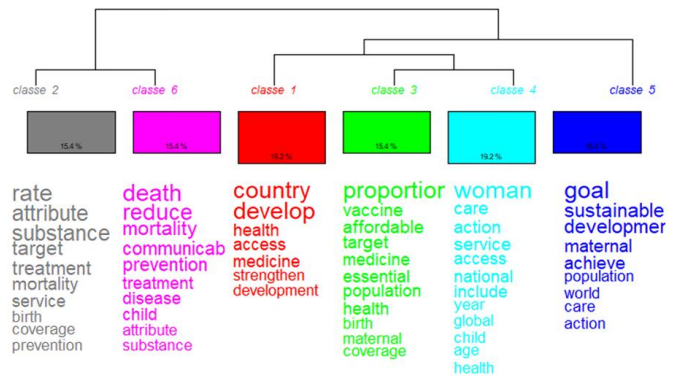 classe 2
classe 6
classe 1
classe 3
classe 4
classe 5
15.4 %
15.4 %
19.2 %
15.4 %
19.2 %
15.4 %
rate
attribute
substance
target
treatment
mortality
service
birth
coverage
prevention
death
reduce
mortality
communicab
prevention
treatment
disease
child
attribute
substance
country
develop
health
access
medicine
strengthen
development
proportior
vaccine
affordable
target
medicine
essential
population
health
birth
maternal
coverage
woman
care
action
service
access
national
include
year
global
child
age
health
goal
sustainable
developmer
maternal
achieve
population
world
care
action